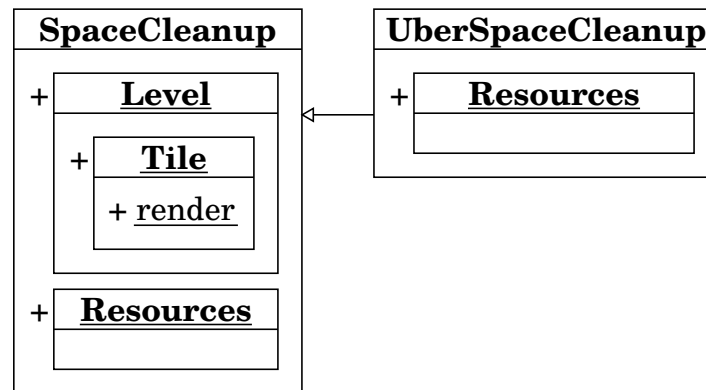 SpaceCleanup
+ Level
+ Tile
+ render
+ Resources
UberSpaceCleanup
+ Resources